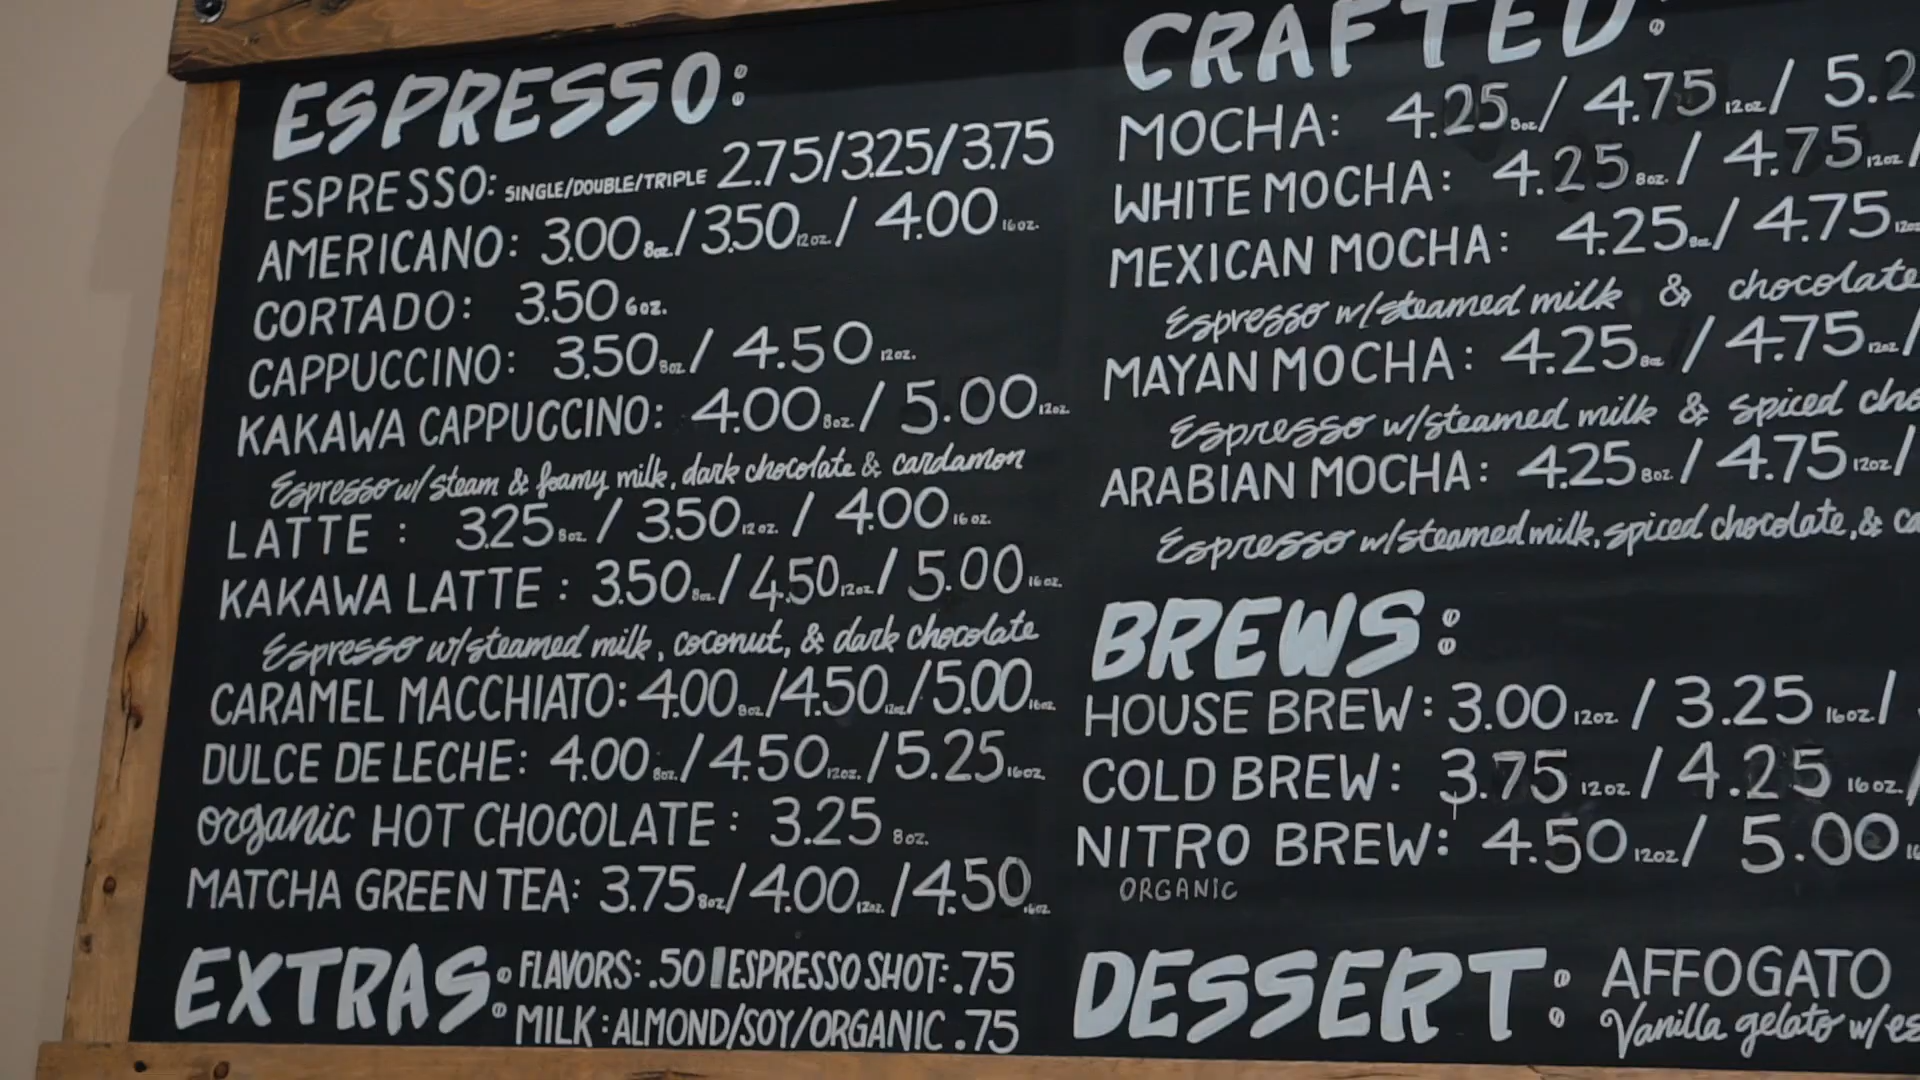 ESPRESSO:
ESPRESSO: SINGLE/DOUBLE/TRIPLE 2.75/3.25/3.75
AMERICANO: 3.00 8oz. / 3.50 12oz. / 4.00 16oz.
CORTADO: 3.50 6oz.
CAPPUCCINO: 3.50 8oz. / 4.50 12oz.
KAKAWA CAPPUCCINO: 4.00 8oz. / 5.00 12oz.
Espresso w/ steam & foamy milk, dark chocolate & cardamon
LATTE : 3.25 8oz. / 3.50 12oz. / 4.00 16oz.
KAKAWA LATTE : 3.50 8oz. / 4.50 12oz. / 5.00 16oz.
Espresso w/steamed milk, coconut, & dark chocolate
CARAMEL MACCHIATO: 4.00 8oz. / 4.50 12oz. / 5.00 16oz.
DULCE DE LECHE: 4.00 8oz. / 4.50 12oz. / 5.25 16oz.
organic HOT CHOCOLATE : 3.25 8oz.
MATCHA GREEN TEA: 3.75 8oz. / 4.00 12oz. / 4.50 16oz.
EXTRAS:
FLAVORS: .50 | ESPRESSO SHOT: .75
MILK : ALMOND/SOY/ORGANIC .75
CRAFTED:
MOCHA: 4.25 8oz. / 4.75 12oz. / 5.2
WHITE MOCHA: 4.25 8oz. / 4.75 12oz. /
MEXICAN MOCHA: 4.25 8oz. / 4.75 12oz
Espresso w/steamed milk & chocolate
MAYAN MOCHA: 4.25 8oz. / 4.75 12oz. /
Espresso w/steamed milk & spiced cho
ARABIAN MOCHA: 4.25 8oz. / 4.75 12oz. /
Espresso w/steamed milk, spiced chocolate, & ca
BREWS:
HOUSE BREW: 3.00 12oz. / 3.25 16oz. /
COLD BREW: 3.75 12oz. / 4.25 16oz. /
NITRO BREW: 4.50 12oz / 5.00
ORGANIC
DESSERT: AFFOGATO
Vanilla gelato w/es